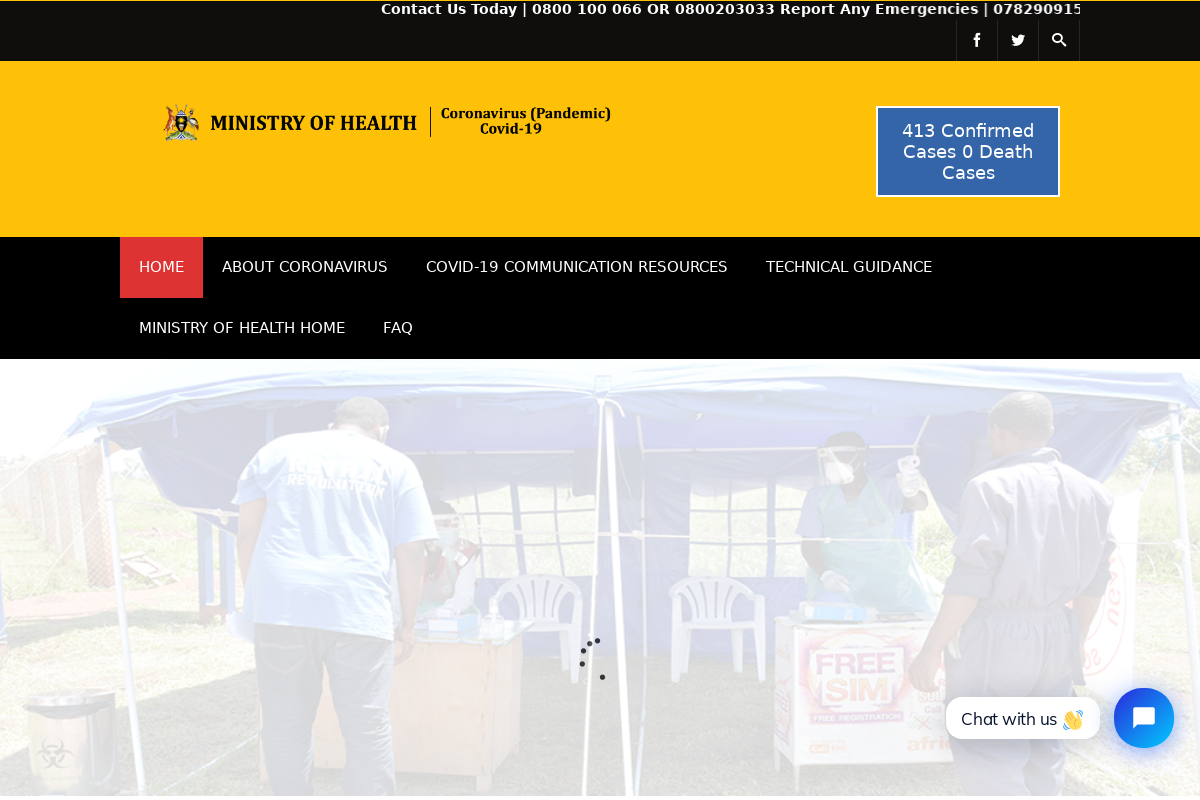 Contact Us Today | 0800 100 066 OR 0800203033 Report Any Emergencies | 078290915
MINISTRY OF HEALTH
Coronavirus (Pandemic)
Covid-19
413 Confirmed
Cases 0 Death
Cases
HOME
ABOUT CORONAVIRUS
COVID-19 COMMUNICATION RESOURCES
TECHNICAL GUIDANCE
MINISTRY OF HEALTH HOME
FAQ
REVOLUTION
FREE
SIM
FREE REGISTRATION
Chat with us 👋